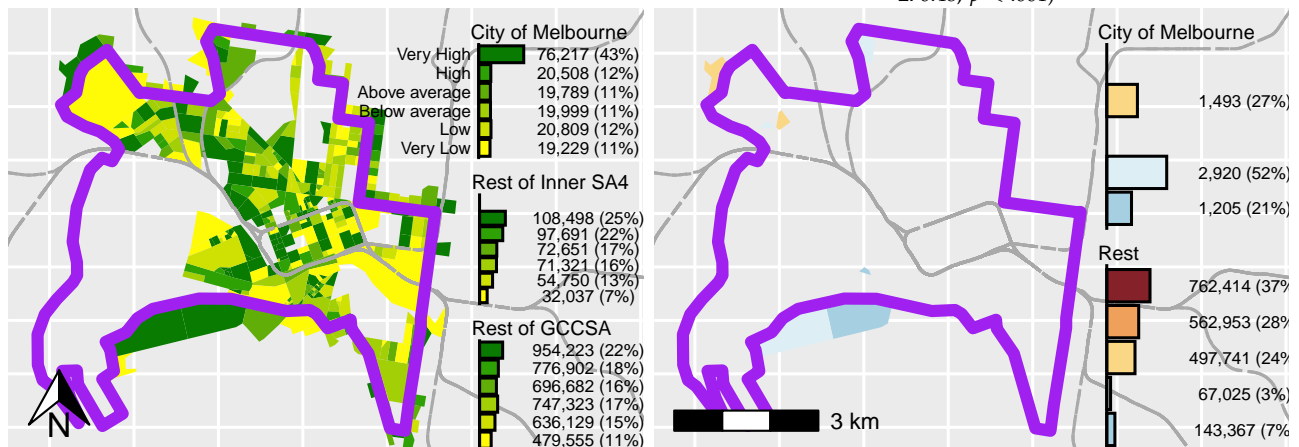 City of Melbourne
Very High 76,217 (43%)
High 20,508 (12%)
Above average 19,789 (11%)
Below average 19,999 (11%)
Low 20,809 (12%)
Very Low 19,229 (11%)
Rest of Inner SA4
108,498 (25%)
97,691 (22%)
72,651 (17%)
71,321 (16%)
54,750 (13%)
32,037 (7%)
Rest of GCCSA
954,223 (22%)
776,902 (18%)
696,682 (16%)
747,323 (17%)
636,129 (15%)
479,555 (11%)
N
City of Melbourne
1,493 (27%)
2,920 (52%)
1,205 (21%)
Rest
762,414 (37%
562,953 (28%
497,741 (24%
67,025 (3%)
143,367 (7%
3 km